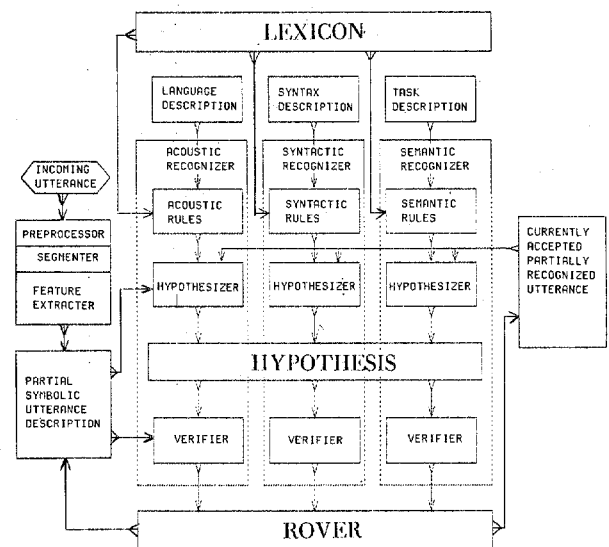 LEXICON
LANGUAGE
DESCRIPTION
SYNTAX
DESCRIPTION
TASK
DESCRIPTION
ACOUSTIC
RECOGNIZER
SYNTACTIC
RECOGNIZER
SEMANTIC
RECOGNIZER
INCOMING
UTTERANCE
ACOUSTIC
RULES
SYNTACTIC
RULES
SEMANTIC
RULES
PREPROCESSOR
SEGMENTER
FEATURE
EXTRACTER
CURRENTLY
ACCEPTED
PARTIALLY
RECOGNIZED
UTTERANCE
HYPOTHESIZER
HYPOTHESIZER
HYPOTHESIZER
HYPOTHESIS
PARTIAL
SYMBOLIC
UTTERANCE
DESCRIPTION
VERIFIER
VERIFIER
VERIFIER
ROVER